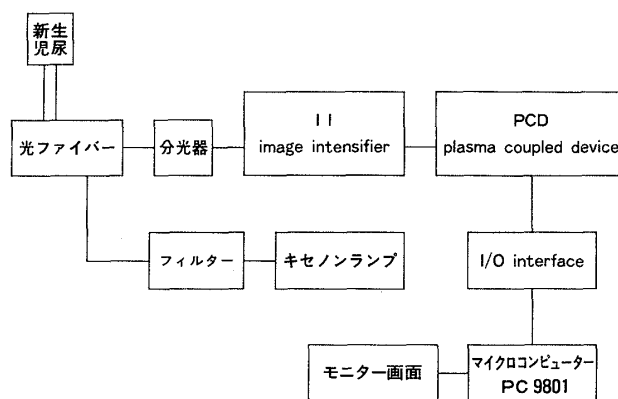 新生
児尿
光ファイバー
分光器
I I
image intensifier
PCD
plasma coupled device
フィルター
キセノンランプ
I/O interface
モニター画面
マイクロコンピューター
PC 9801